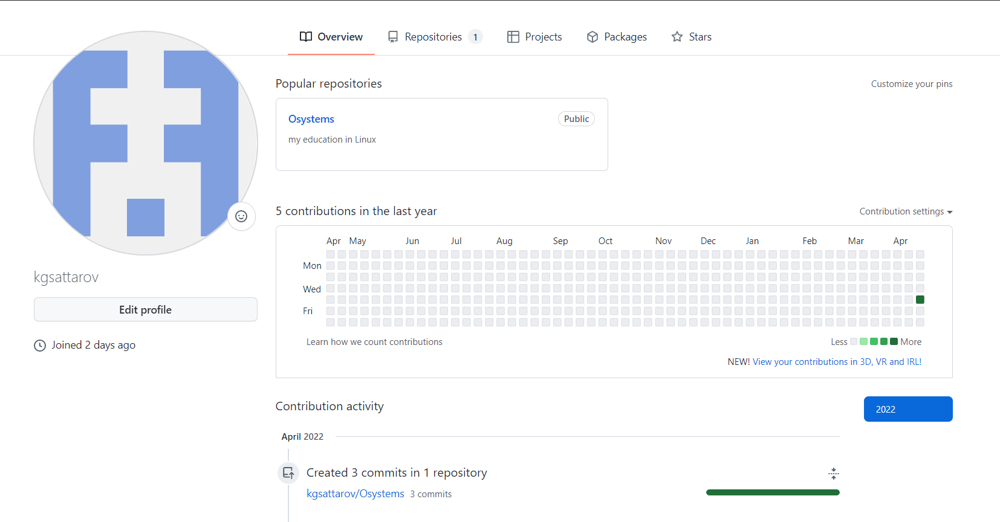 Overview Repositories 1 Projects Packages Stars
Popular repositories Customize your pins
Osystems Public
my education in Linux
5 contributions in the last year Contribution settings
Apr May Jun Jul Aug Sep Oct Nov Dec Jan Feb Mar Apr
Mon
Wed
Fri
Learn how we count contributions Less More
NEW! View your contributions in 3D, VR and IRL!
kgsattarov
Edit profile
Joined 2 days ago
Contribution activity 2022
April 2022
Created 3 commits in 1 repository
kgsattarov/Osystems 3 commits